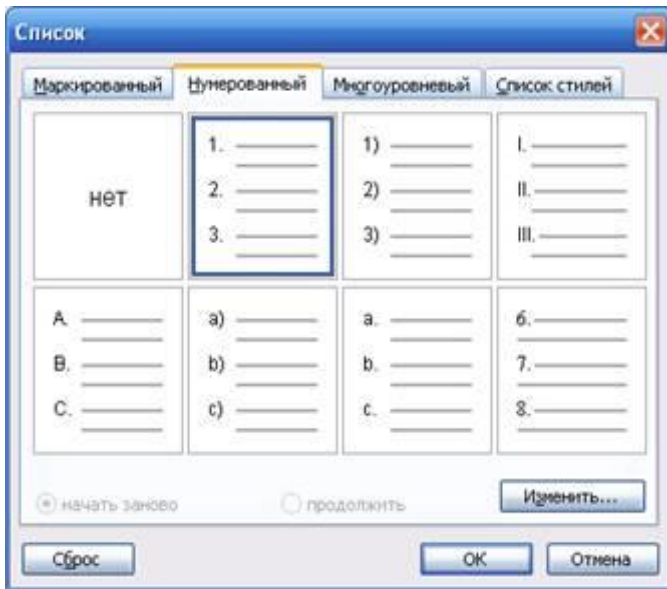 Список
Маркированный Нумерованный Многоуровневый Список стилей
нет
1.
2.
3.
1)
2)
3)
I.
II.
III.
A.
B.
C.
a)
b)
c)
a.
b.
c.
6.
7.
8.
начать заново продолжить Изменить...
Сброс ОК Отмена